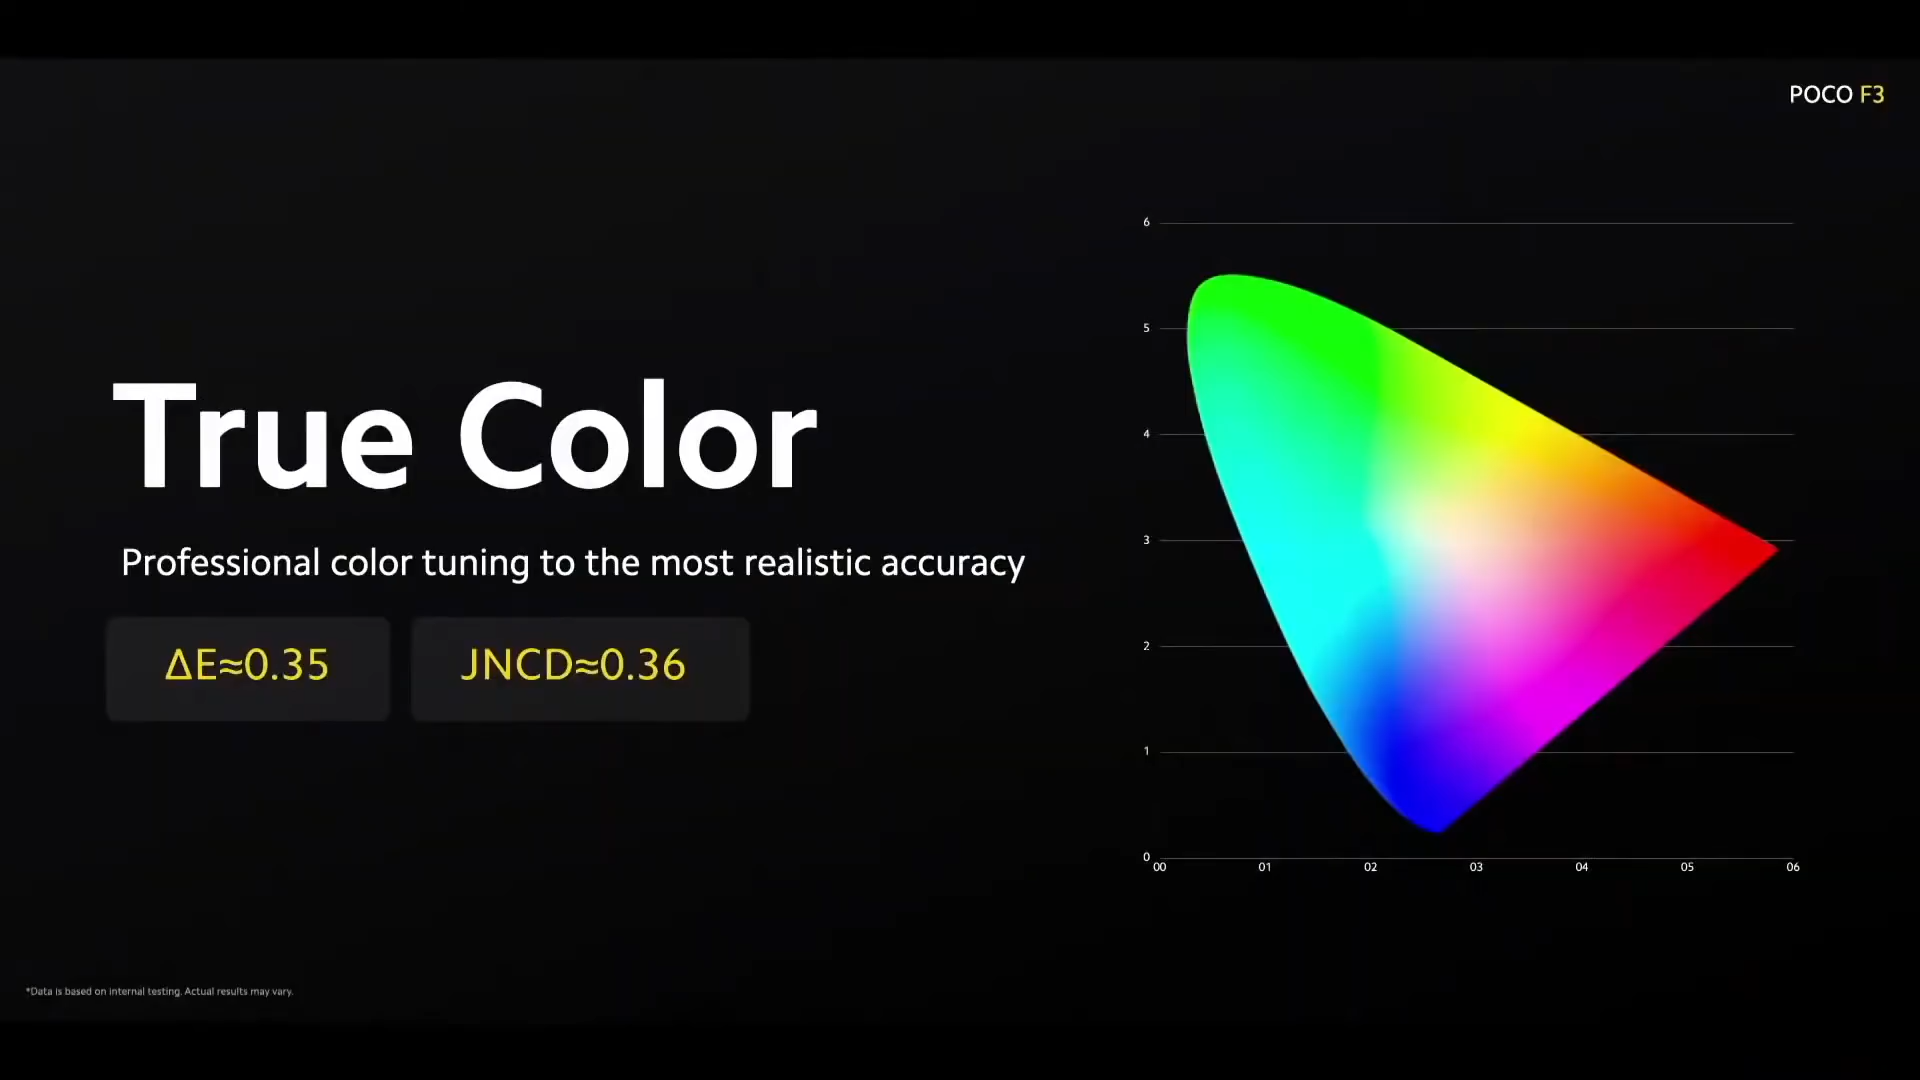 POCO F3
True Color
Professional color tuning to the most realistic accuracy
ΔE≈0.35
JNCD≈0.36
6
5
4
3
2
1
0
00 01 02 03 04 05 06
*Data is based on internal testing. Actual results may vary.